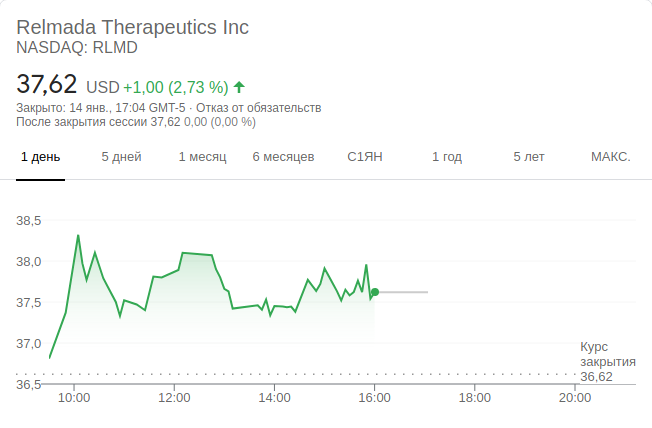 Relmada Therapeutics Inc
NASDAQ: RLMD
37,62 USD +1,00 (2,73 %)
Закрыто: 14 янв., 17:04 GMT-5 · Отказ от обязательств
После закрытия сессии 37,62 0,00 (0,00 %)
1 день 5 дней 1 месяц 6 месяцев С1ЯН 1 год 5 лет МАКС.
38,5
38,0
37,5
37,0
Курс
закрытия
36,62
36,5
10:00 12:00 14:00 16:00 18:00 20:00